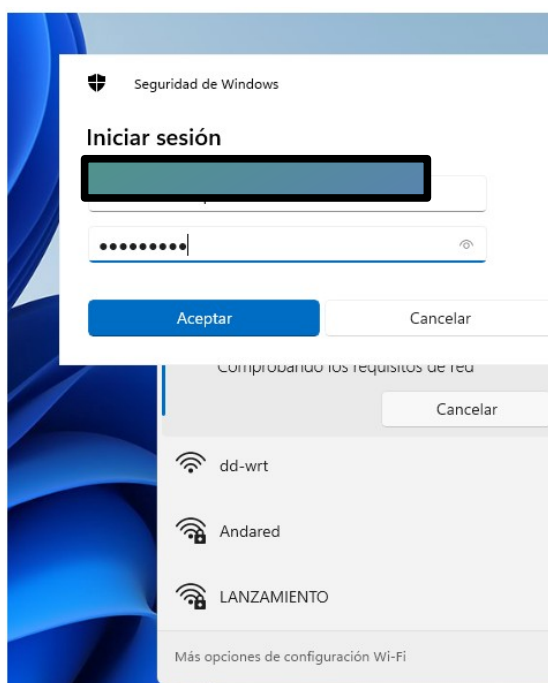 Seguridad de Windows
Iniciar sesión
•••••••••
Aceptar
Cancelar
Comprobando los requisitos de red
Cancelar
dd-wrt
Andared
LANZAMIENTO
Más opciones de configuración Wi-Fi